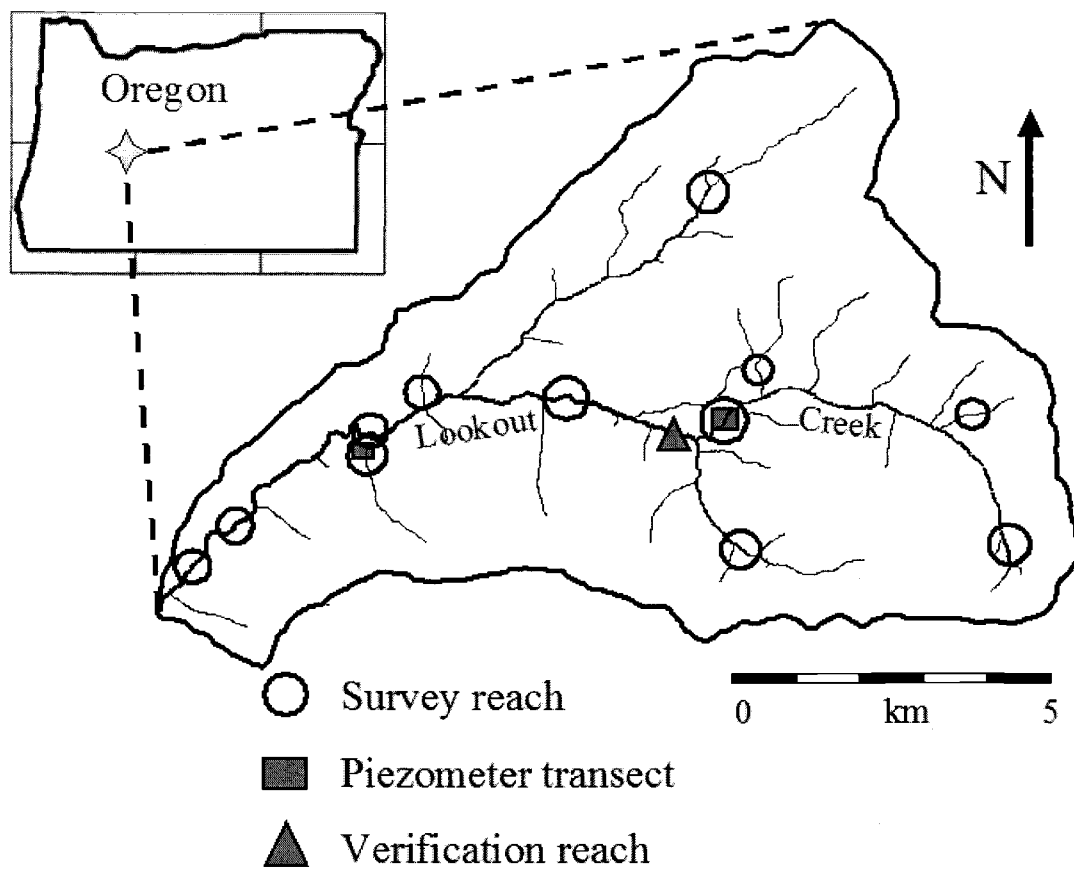 Oregon
N
Lookout
Creek
0 km 5
Survey reach
Piezometer transect
Verification reach